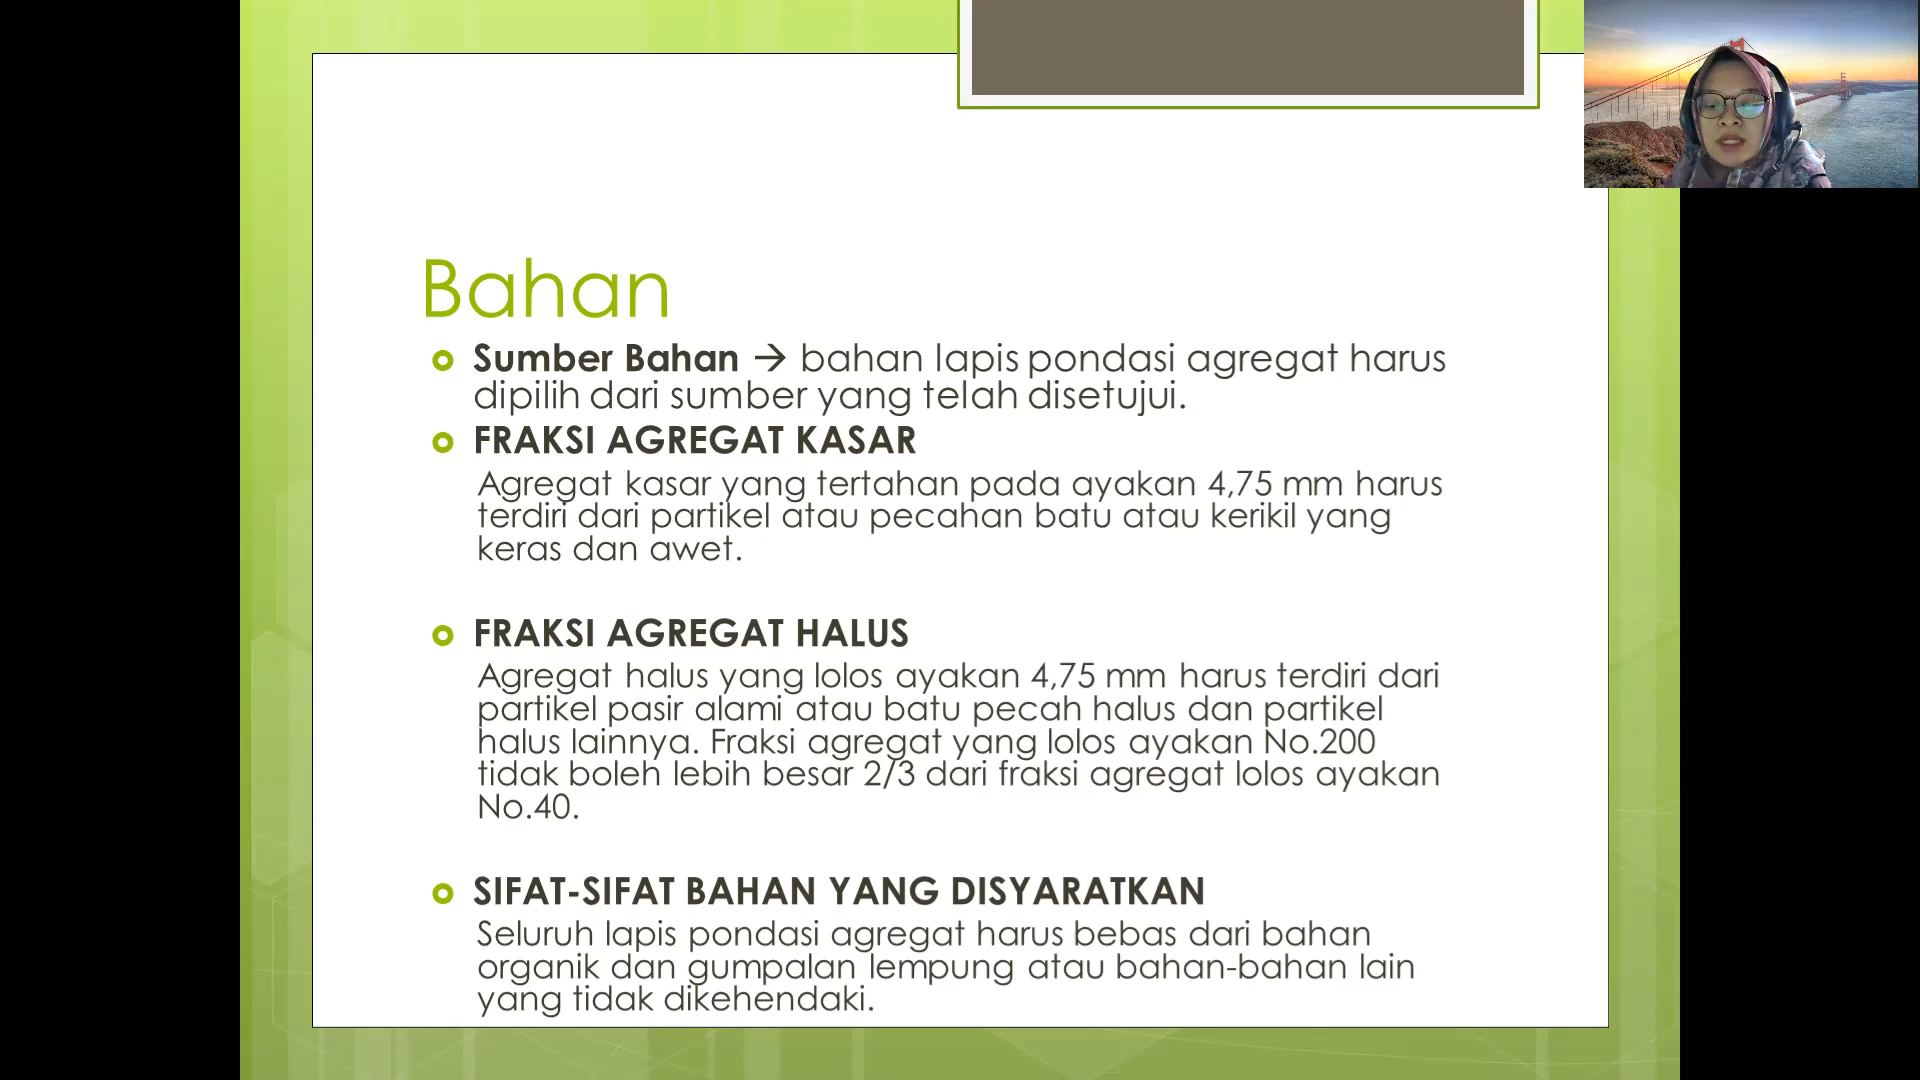 Bahan
Sumber Bahan → bahan lapis pondasi agregat harus
dipilih dari sumber yang telah disetujui.
FRAKSI AGREGAT KASAR
Agregat kasar yang tertahan pada ayakan 4,75 mm harus
terdiri dari partikel atau pecahan batu atau kerikil yang
keras dan awet.
FRAKSI AGREGAT HALUS
Agregat halus yang lolos ayakan 4,75 mm harus terdiri dari
partikel pasir alami atau batu pecah halus dan partikel
halus lainnya. Fraksi agregat yang lolos ayakan No.200
tidak boleh lebih besar 2/3 dari fraksi agregat lolos ayakan
No.40.
SIFAT-SIFAT BAHAN YANG DISYARATKAN
Seluruh lapis pondasi agregat harus bebas dari bahan
organik dan gumpalan lempung atau bahan-bahan lain
yang tidak dikehendaki.